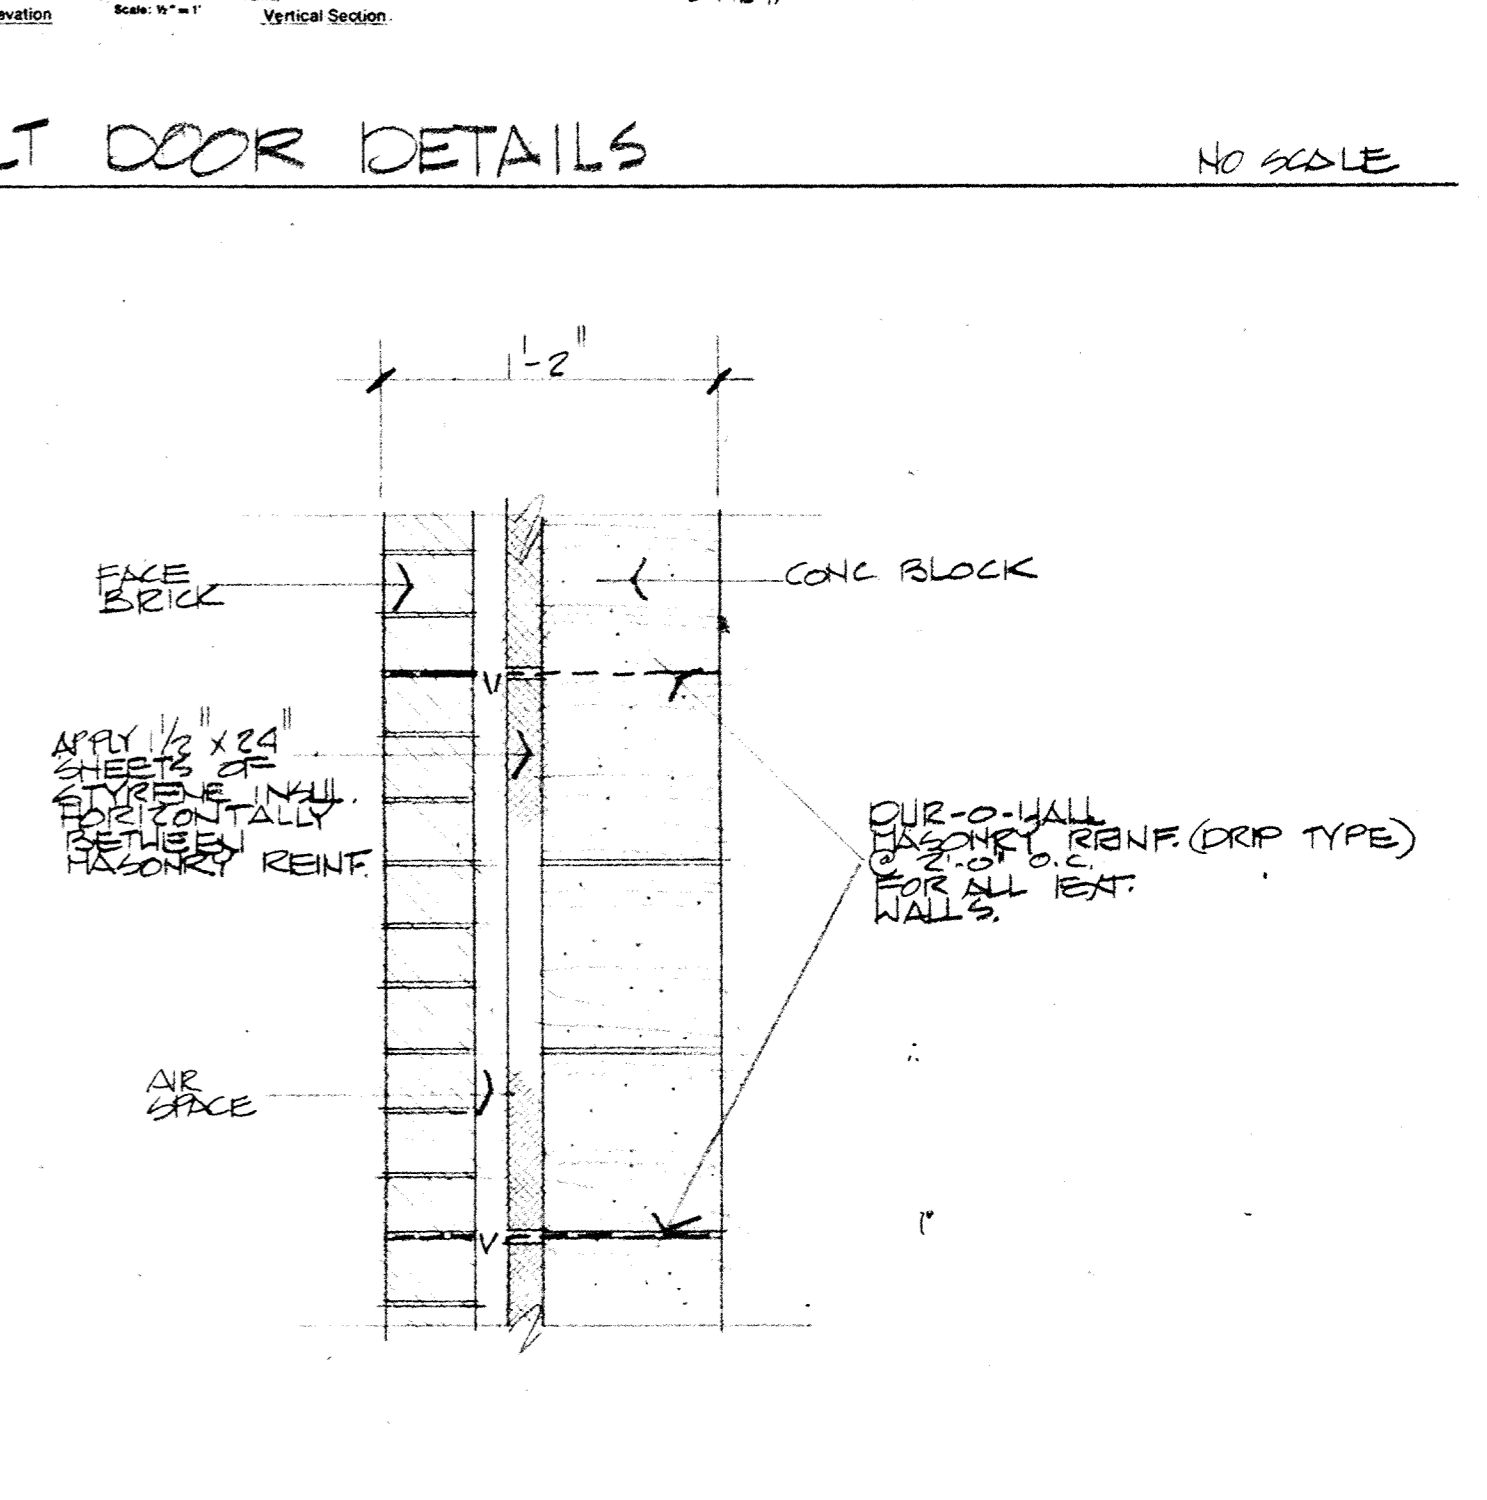 Scale: ½" = 1'
Vertical Section
DOOR DETAILS
NO SCALE
1'-2"
FACE
BRICK
CONC BLOCK
APPLY 1 1/2" x 24"
SHEETS OF
STYRENE INSUL.
HORIZONTALLY
BETWEEN
MASONRY REINF.
DUR-O-WALL
MASONRY REINF. (DRIP TYPE)
@ 2'-0" O.C.
FOR ALL EXT.
WALLS.
AIR
SPACE